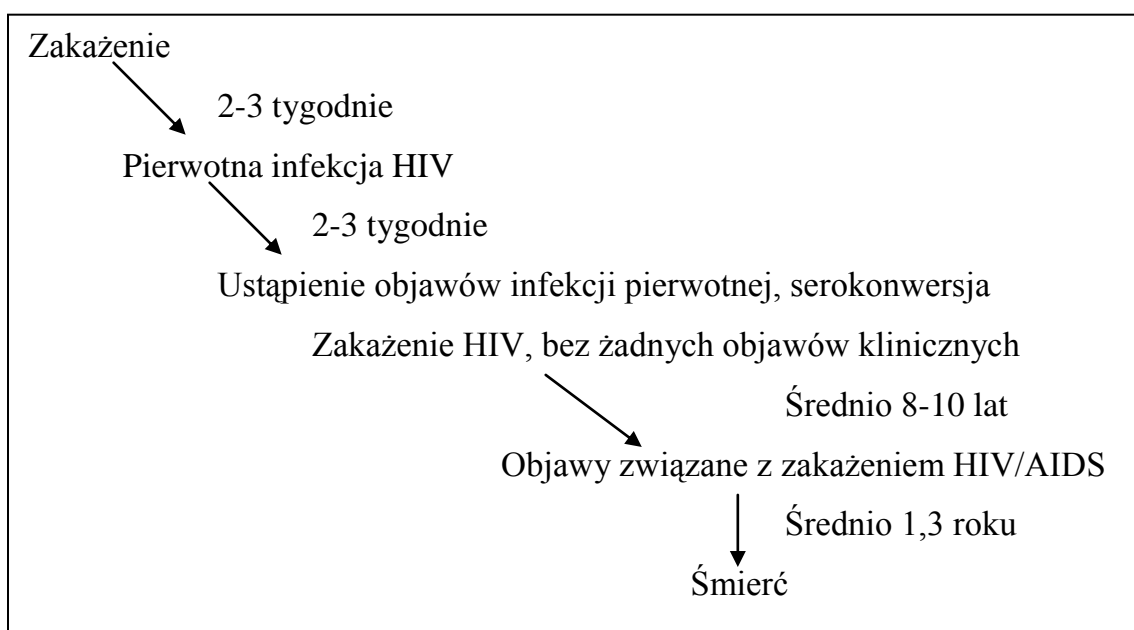 Zakażenie
2-3 tygodnie
Pierwotna infekcja HIV
2-3 tygodnie
Ustąpienie objawów infekcji pierwotnej, serokonwersja
Zakażenie HIV, bez żadnych objawów klinicznych
Średnio 8-10 lat
Objawy związane z zakażeniem HIV/AIDS
Średnio 1,3 roku
Śmierć